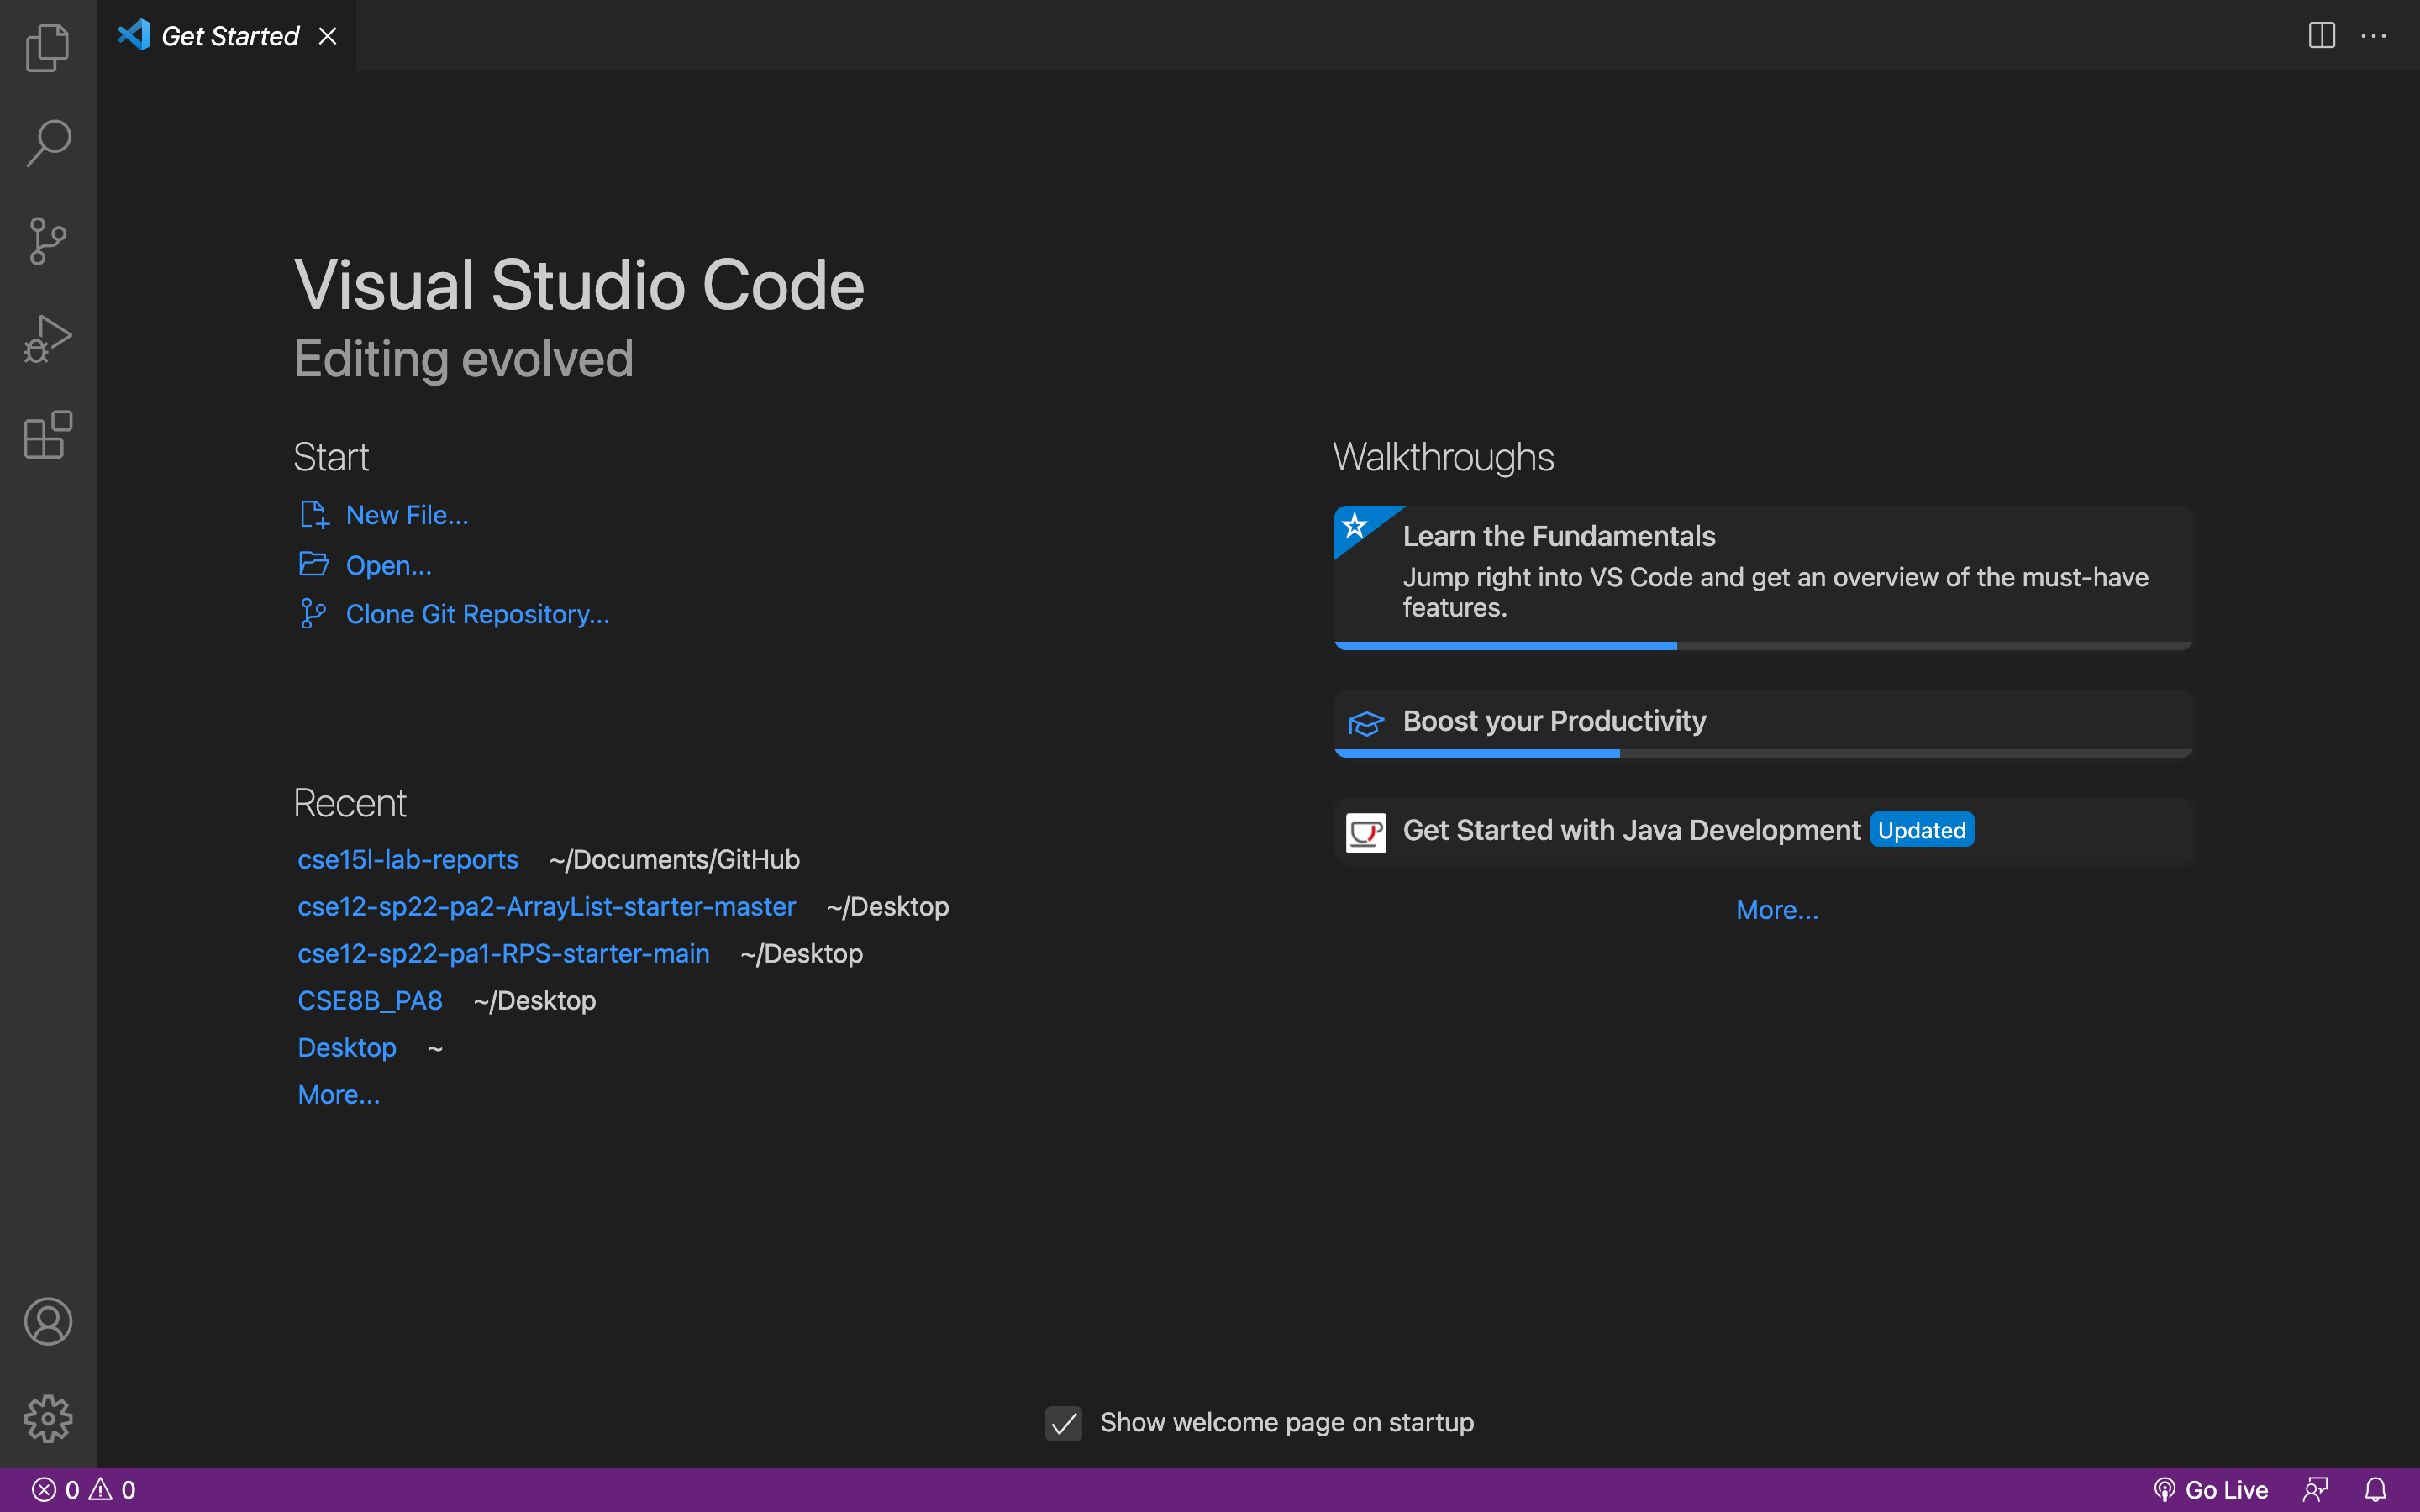 Get Started
Visual Studio Code
Editing evolved
Start
New File...
Open...
Clone Git Repository...
Recent
cse15l-lab-reports ~/Documents/GitHub
cse12-sp22-pa2-ArrayList-starter-master ~/Desktop
cse12-sp22-pa1-RPS-starter-main ~/Desktop
CSE8B_PA8 ~/Desktop
Desktop ~
More...
Walkthroughs
Learn the Fundamentals
Jump right into VS Code and get an overview of the must-have
features.
Boost your Productivity
Get Started with Java Development Updated
More...
Show welcome page on startup
0 0
Go Live